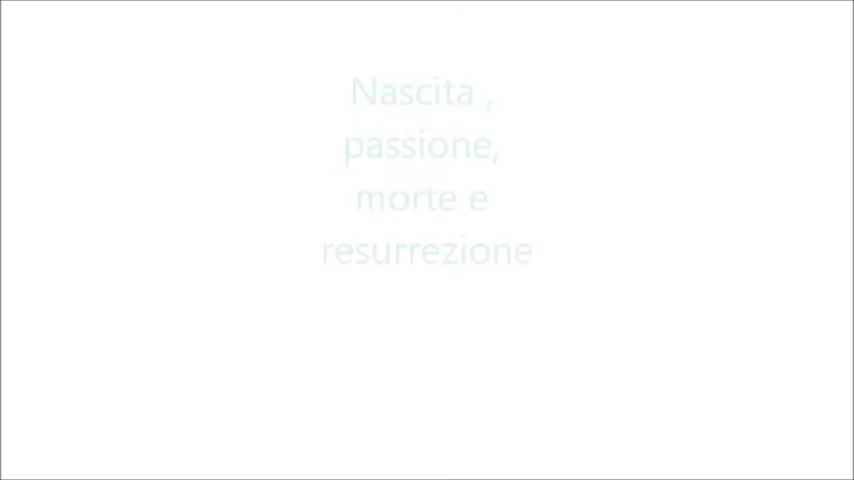 Nascita ,
passione,
morte e
resurrezione